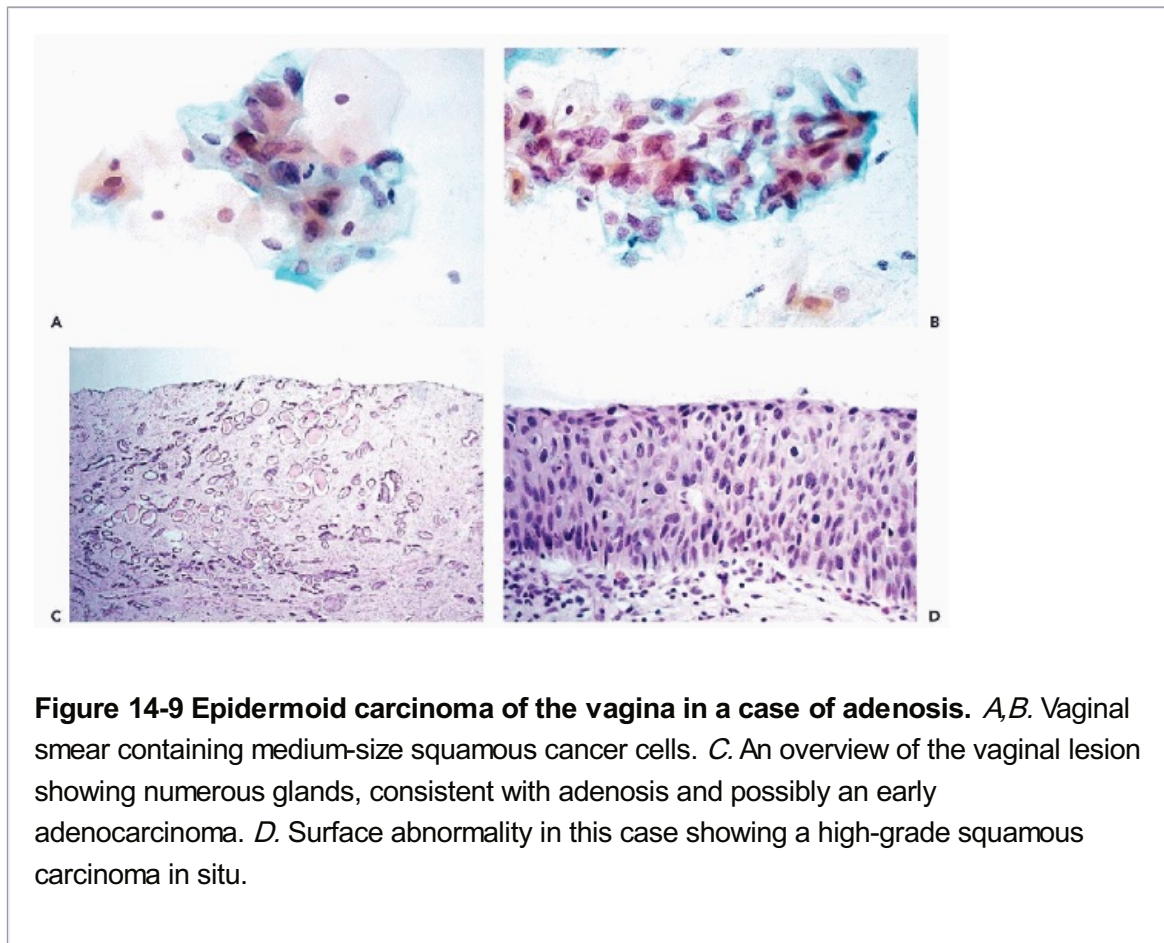 A
B
C
D
Figure 14-9 Epidermoid carcinoma of the vagina in a case of adenosis. A,B. Vaginal
smear containing medium-size squamous cancer cells. C. An overview of the vaginal lesion
showing numerous glands, consistent with adenosis and possibly an early
adenocarcinoma. D. Surface abnormality in this case showing a high-grade squamous
carcinoma in situ.